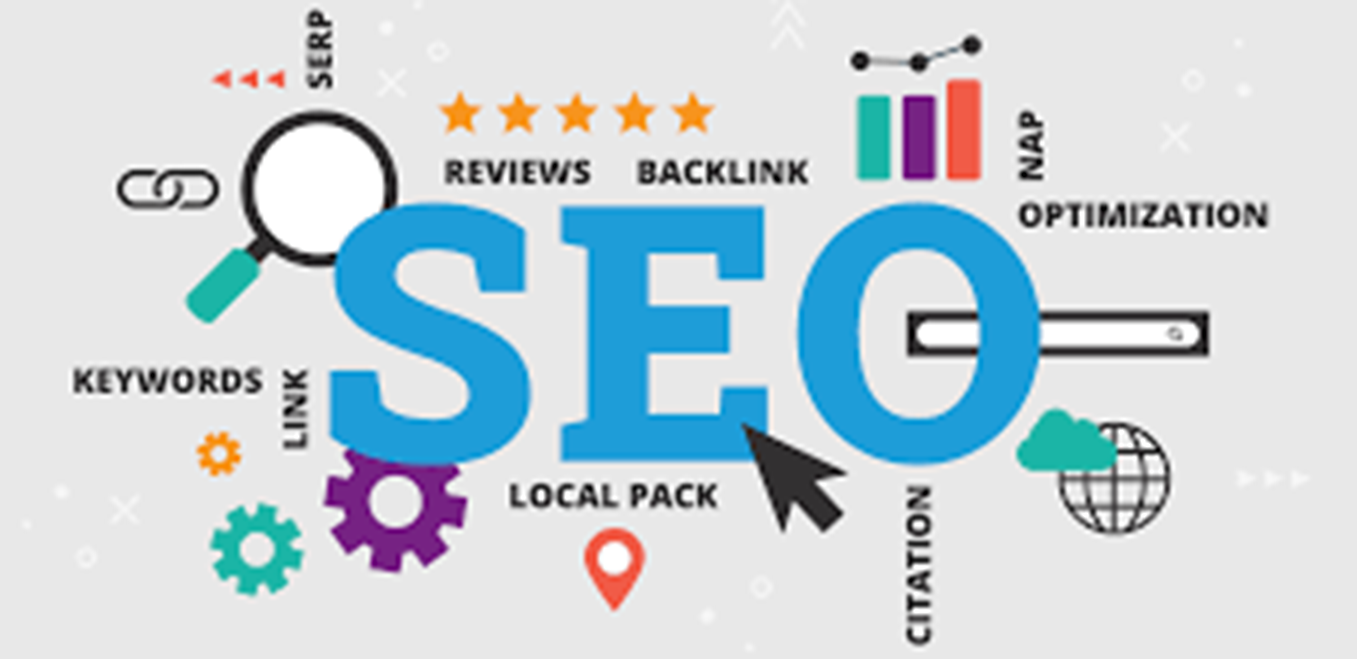 SERP
REVIEWS BACKLINK
NAP
OPTIMIZATION
SEO
KEYWORDS
LINK
LOCAL PACK
CITATION